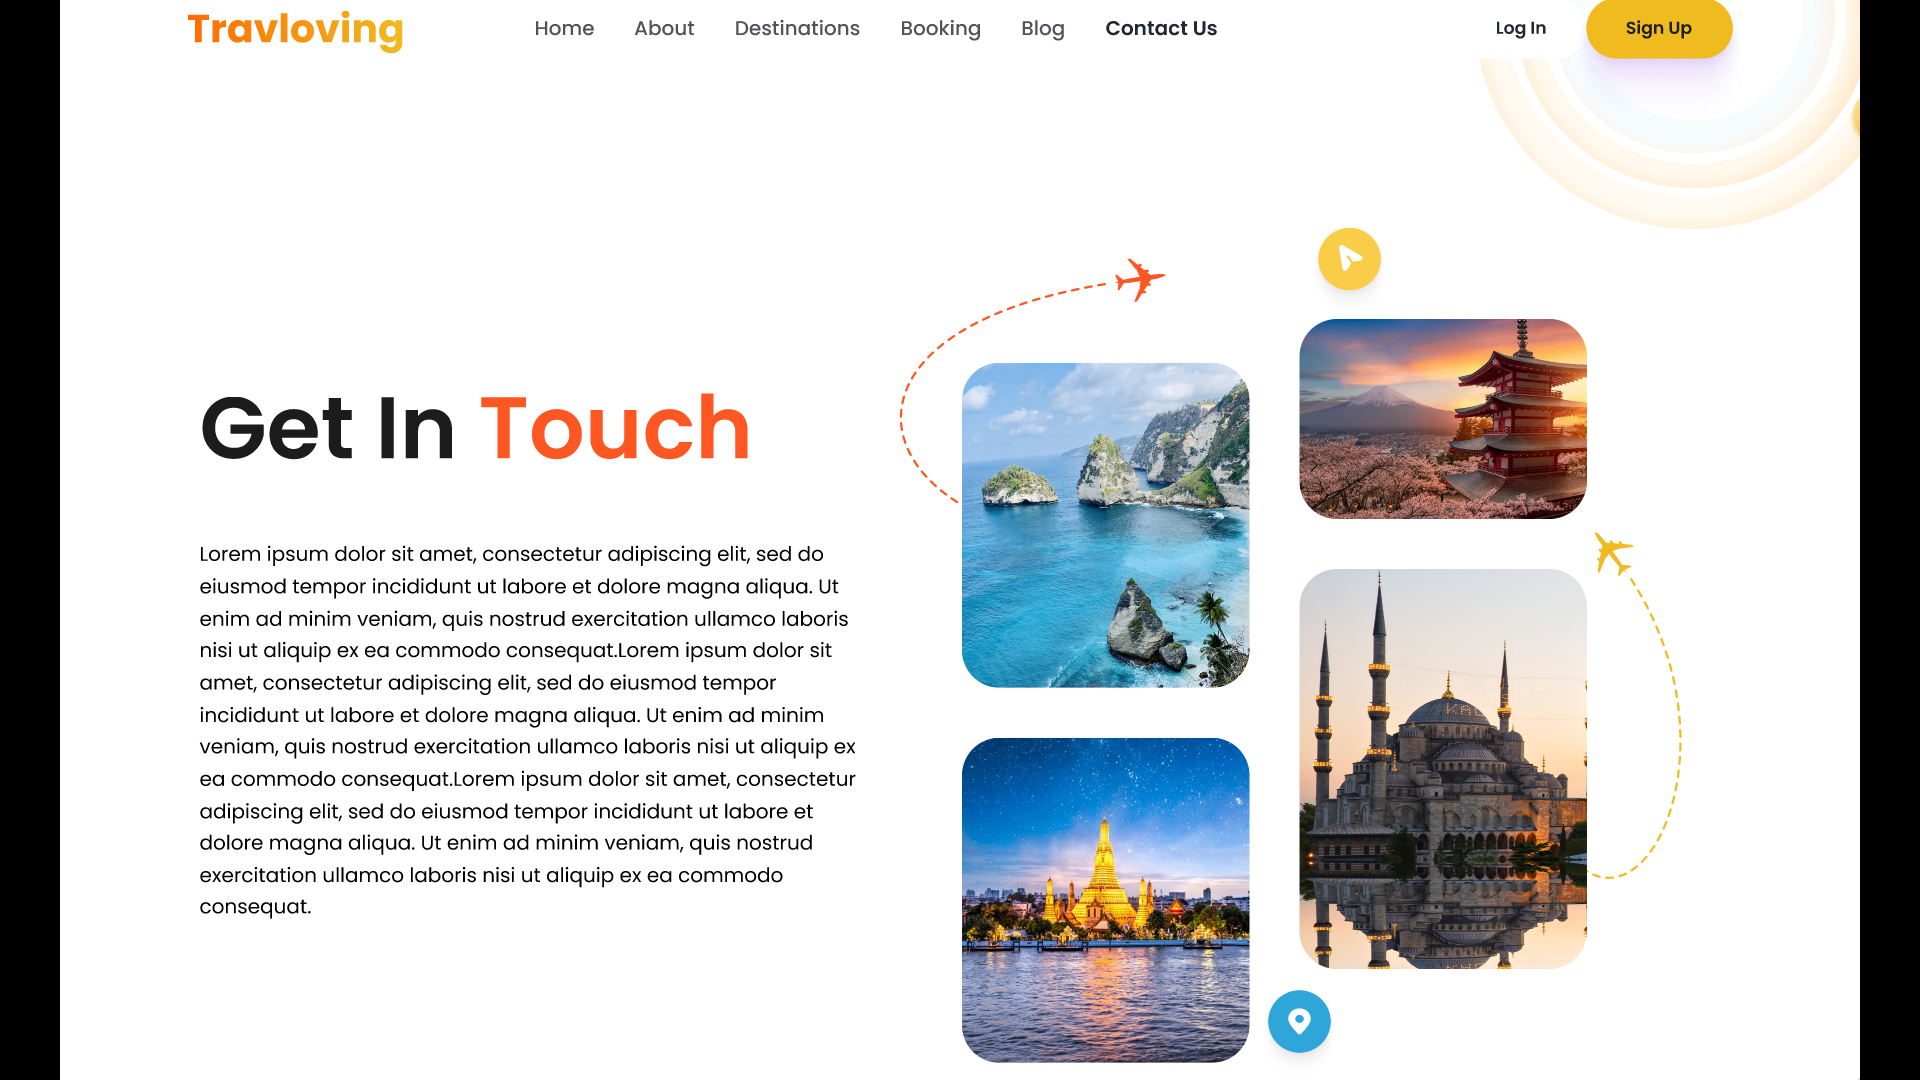 Travloving
Home About Destinations Booking Blog Contact Us
Log In Sign Up
Get In Touch
Lorem ipsum dolor sit amet, consectetur adipiscing elit, sed do
eiusmod tempor incididunt ut labore et dolore magna aliqua. Ut
enim ad minim veniam, quis nostrud exercitation ullamco laboris
nisi ut aliquip ex ea commodo consequat.Lorem ipsum dolor sit
amet, consectetur adipiscing elit, sed do eiusmod tempor
incididunt ut labore et dolore magna aliqua. Ut enim ad minim
veniam, quis nostrud exercitation ullamco laboris nisi ut aliquip ex
ea commodo consequat.Lorem ipsum dolor sit amet, consectetur
adipiscing elit, sed do eiusmod tempor incididunt ut labore et
dolore magna aliqua. Ut enim ad minim veniam, quis nostrud
exercitation ullamco laboris nisi ut aliquip ex ea commodo
consequat.